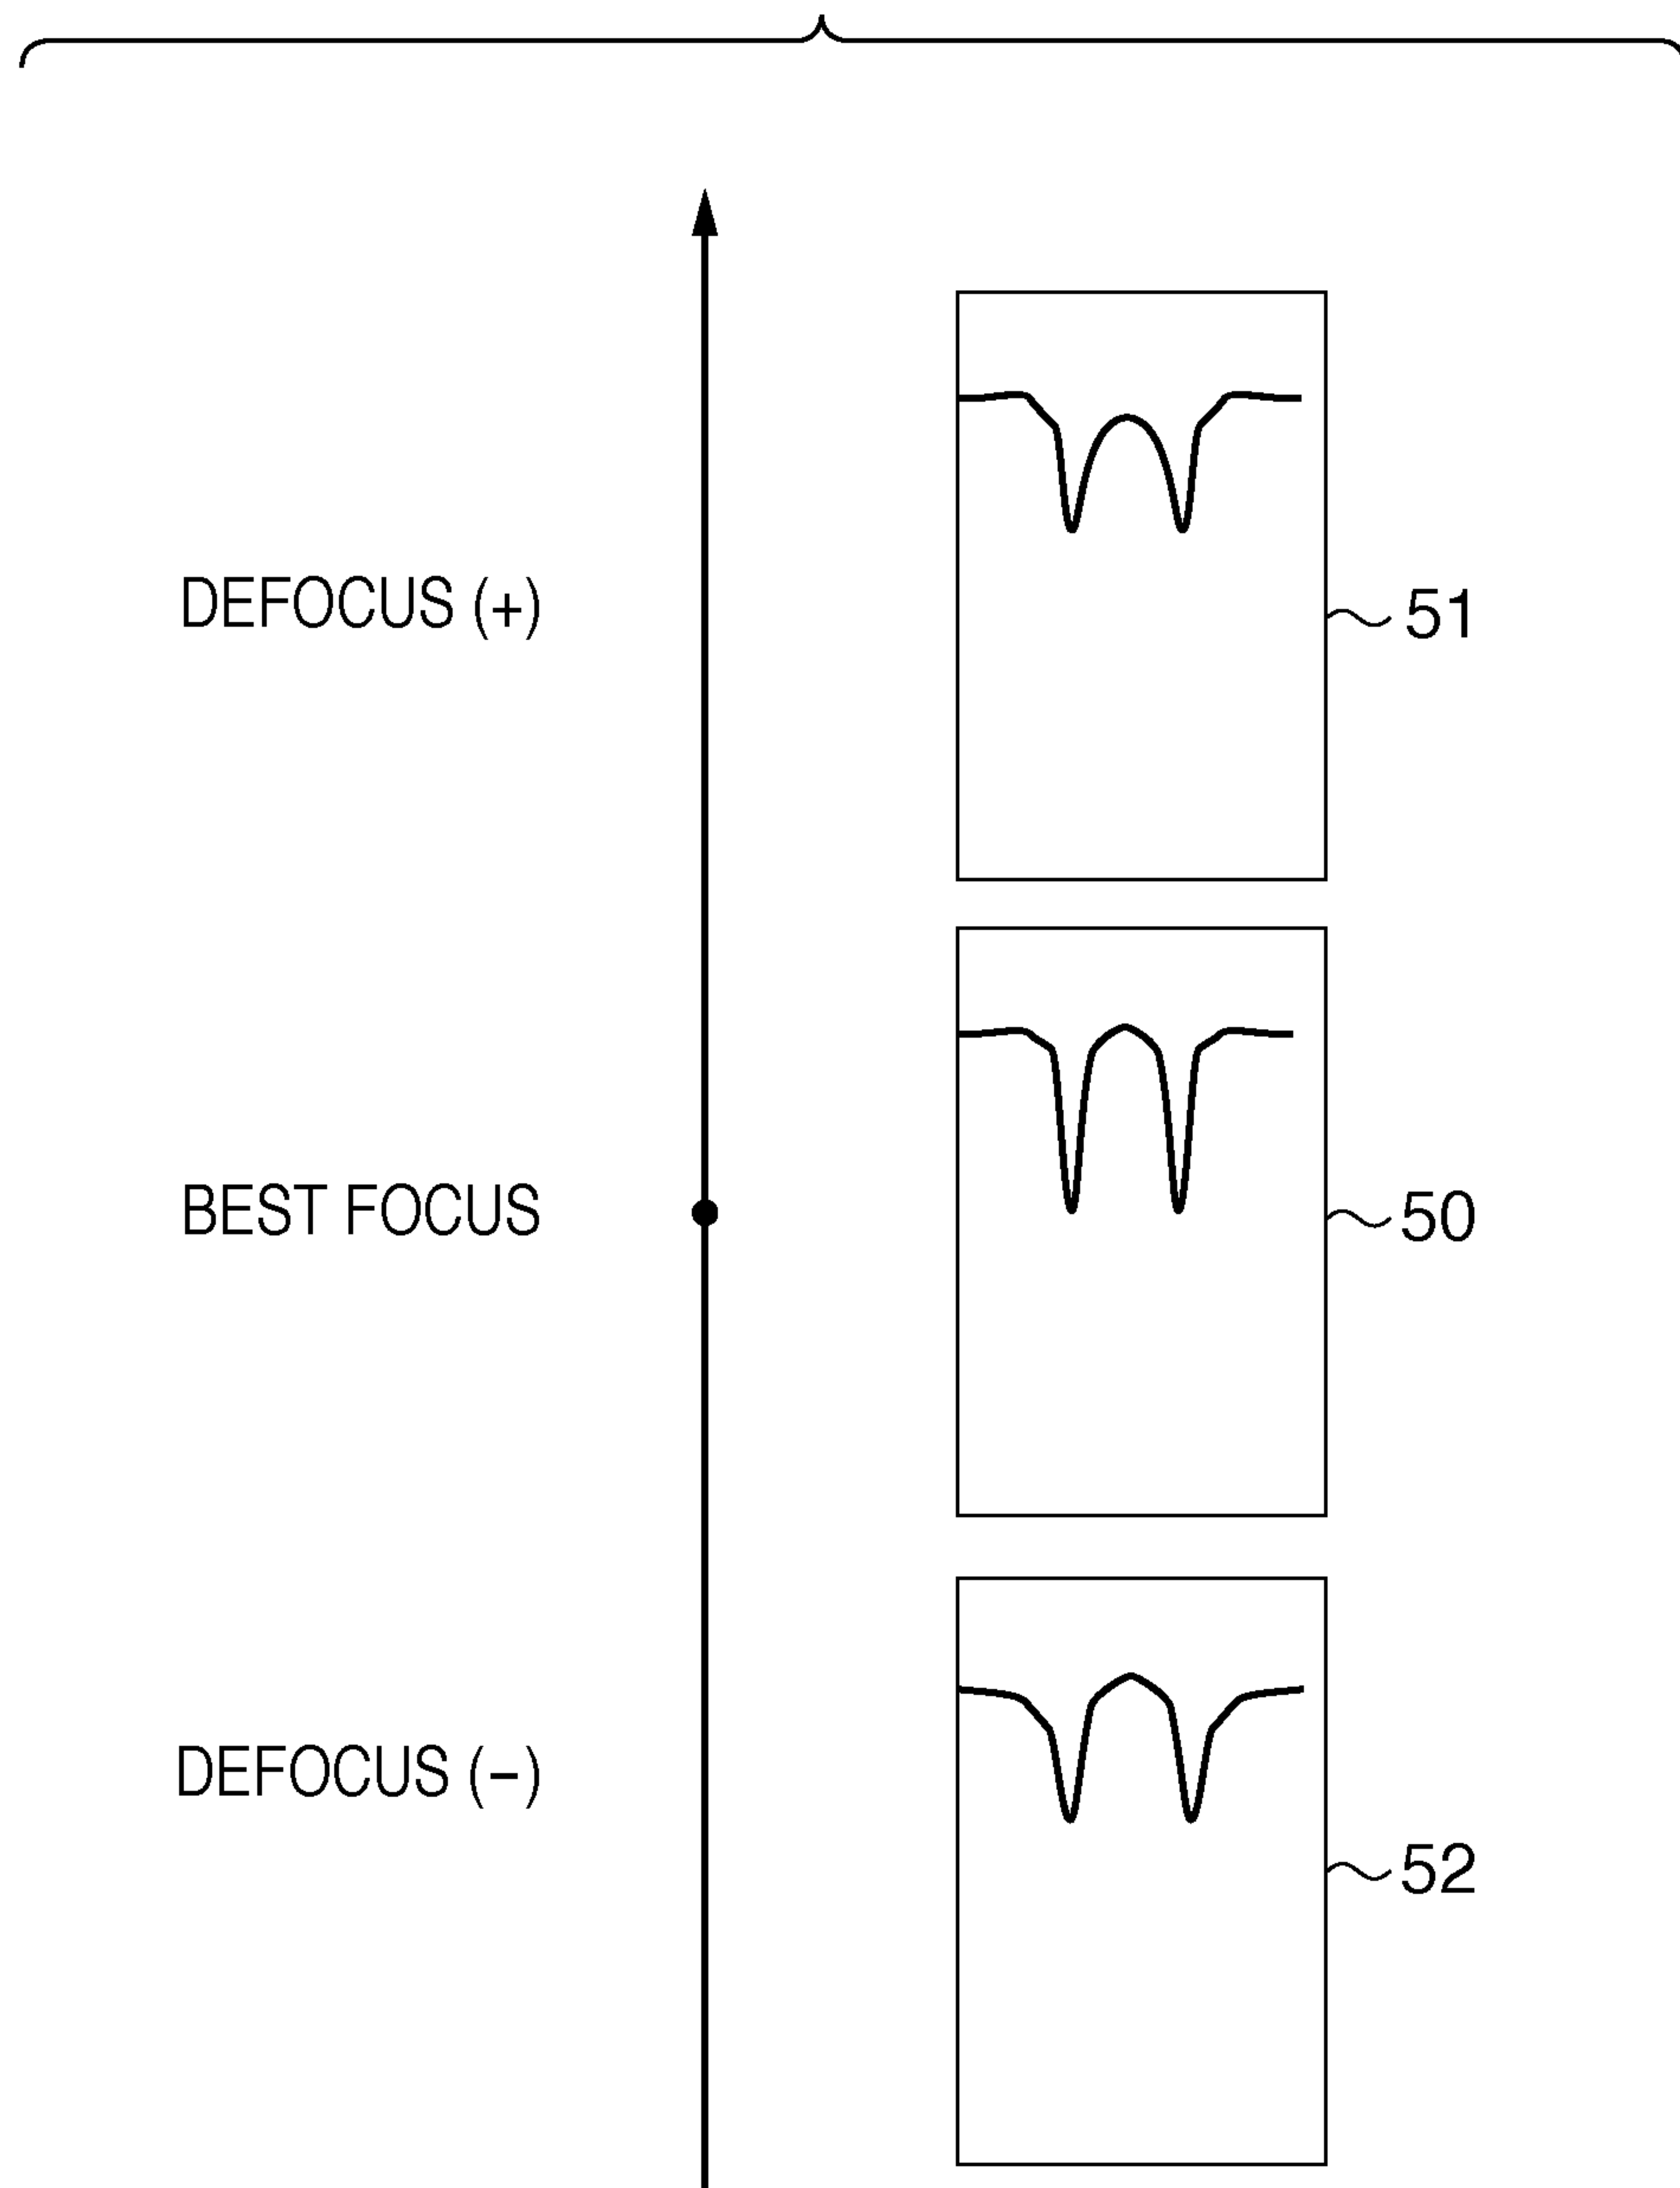 DEFOCUS (+)
51
BEST FOCUS
50
DEFOCUS (−)
52